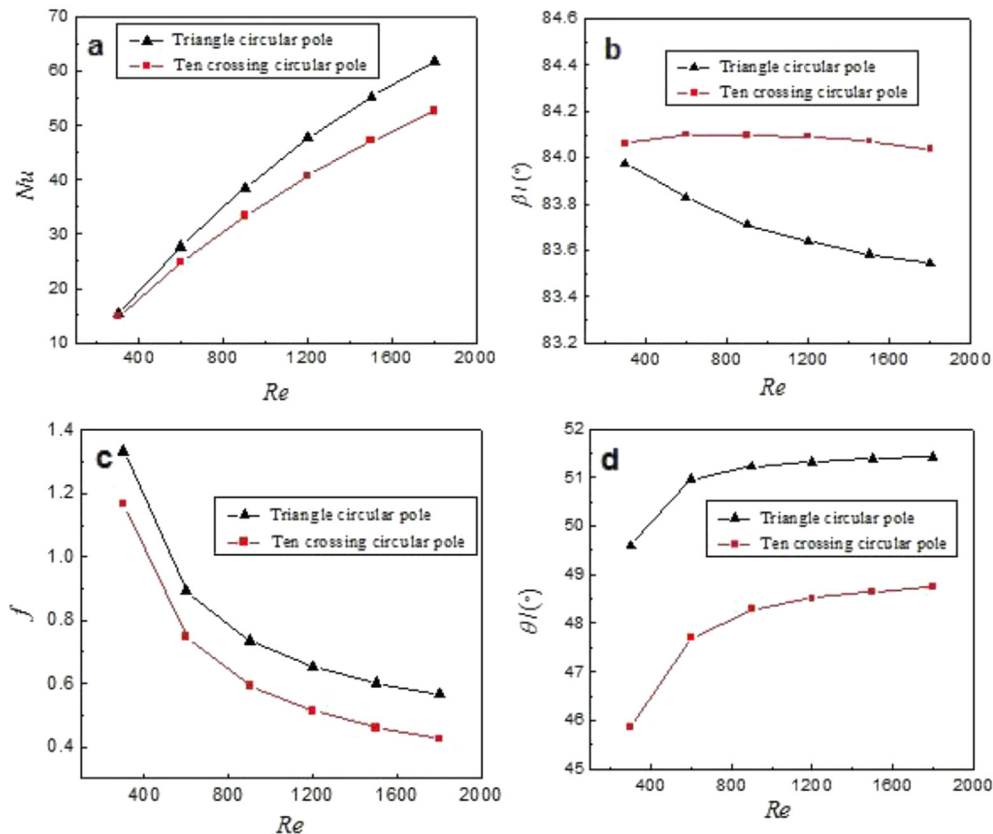 a
Triangle circular pole
Ten crossing circular pole
Nu
70
60
50
40
30
20
10
400 800 1200 1600 2000
Re
b
Triangle circular pole
Ten crossing circular pole
β / (°)
84.6
84.4
84.2
84.0
83.8
83.6
83.4
83.2
400 800 1200 1600 2000
Re
c
Triangle circular pole
Ten crossing circular pole
f
1.4
1.2
1.0
0.8
0.6
0.4
400 800 1200 1600 2000
Re
d
Triangle circular pole
Ten crossing circular pole
θ / (°)
52
51
50
49
48
47
46
45
400 800 1200 1600 2000
Re